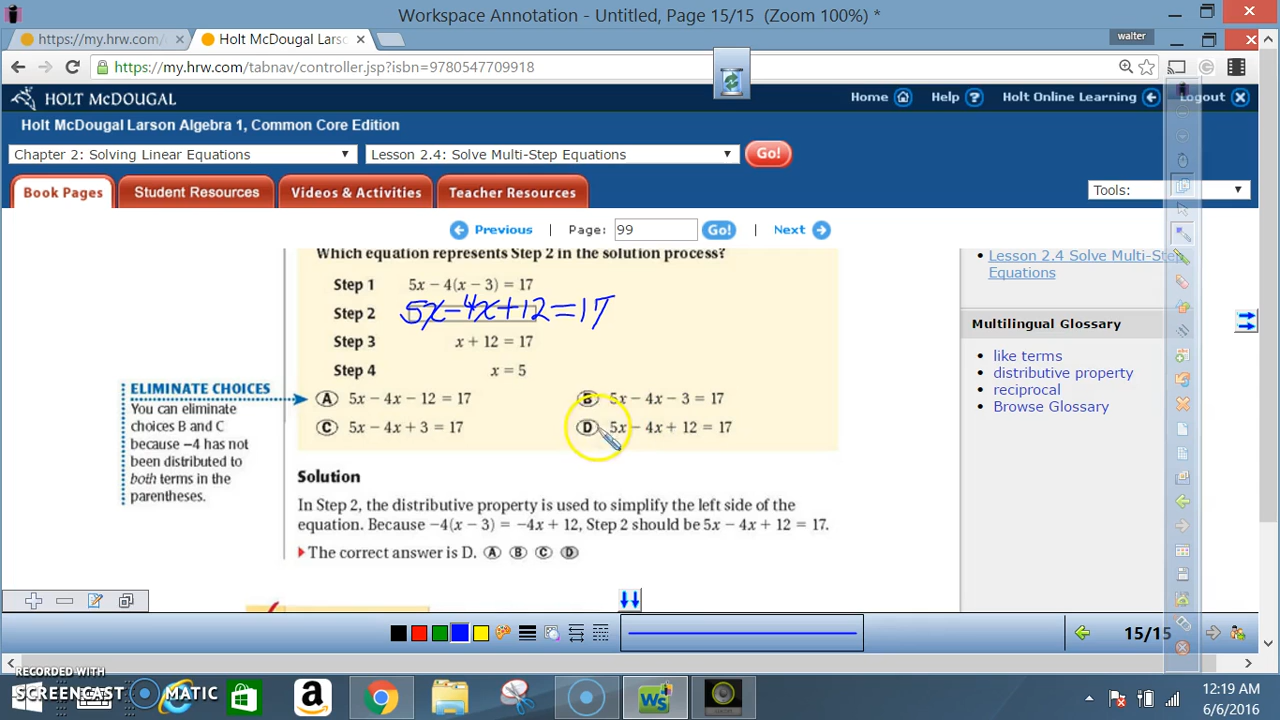 Workspace Annotation - Untitled, Page 15/15 (Zoom 100%) *
https://my.hrw.com/ ×
Holt McDougal Lars ×
walter
https://my.hrw.com/tabnav/controller.jsp?isbn=9780547709918
HOLT MCDOUGAL
Home
Help ?
Holt Online Learning
Logout
Holt McDougal Larson Algebra 1, Common Core Edition
Chapter 2: Solving Linear Equations
Lesson 2.4: Solve Multi-Step Equations
Go!
Book Pages
Student Resources
Videos & Activities
Teacher Resources
Tools:
Previous | Page: 99 Go! | Next
Which equation represents Step 2 in the solution process?
Step 1 5x − 4(x − 3) = 17
Step 2 5x−4x+12=17
Step 3 x + 12 = 17
Step 4 x = 5
A 5x − 4x − 12 = 17
B 5x − 4x − 3 = 17
C 5x − 4x + 3 = 17
D 5x − 4x + 12 = 17
ELIMINATE CHOICES
You can eliminate
choices B and C
because −4 has not
been distributed to
both terms in the
parentheses.
Solution
In Step 2, the distributive property is used to simplify the left side of the
equation. Because −4(x − 3) = −4x + 12, Step 2 should be 5x − 4x + 12 = 17.
The correct answer is D. A B C D
Lesson 2.4 Solve Multi-Step
Equations
Multilingual Glossary
like terms
distributive property
reciprocal
Browse Glossary
15/15
RECORDED WITH
SCREENCAST MATIC
WS
12:19 AM
6/6/2016